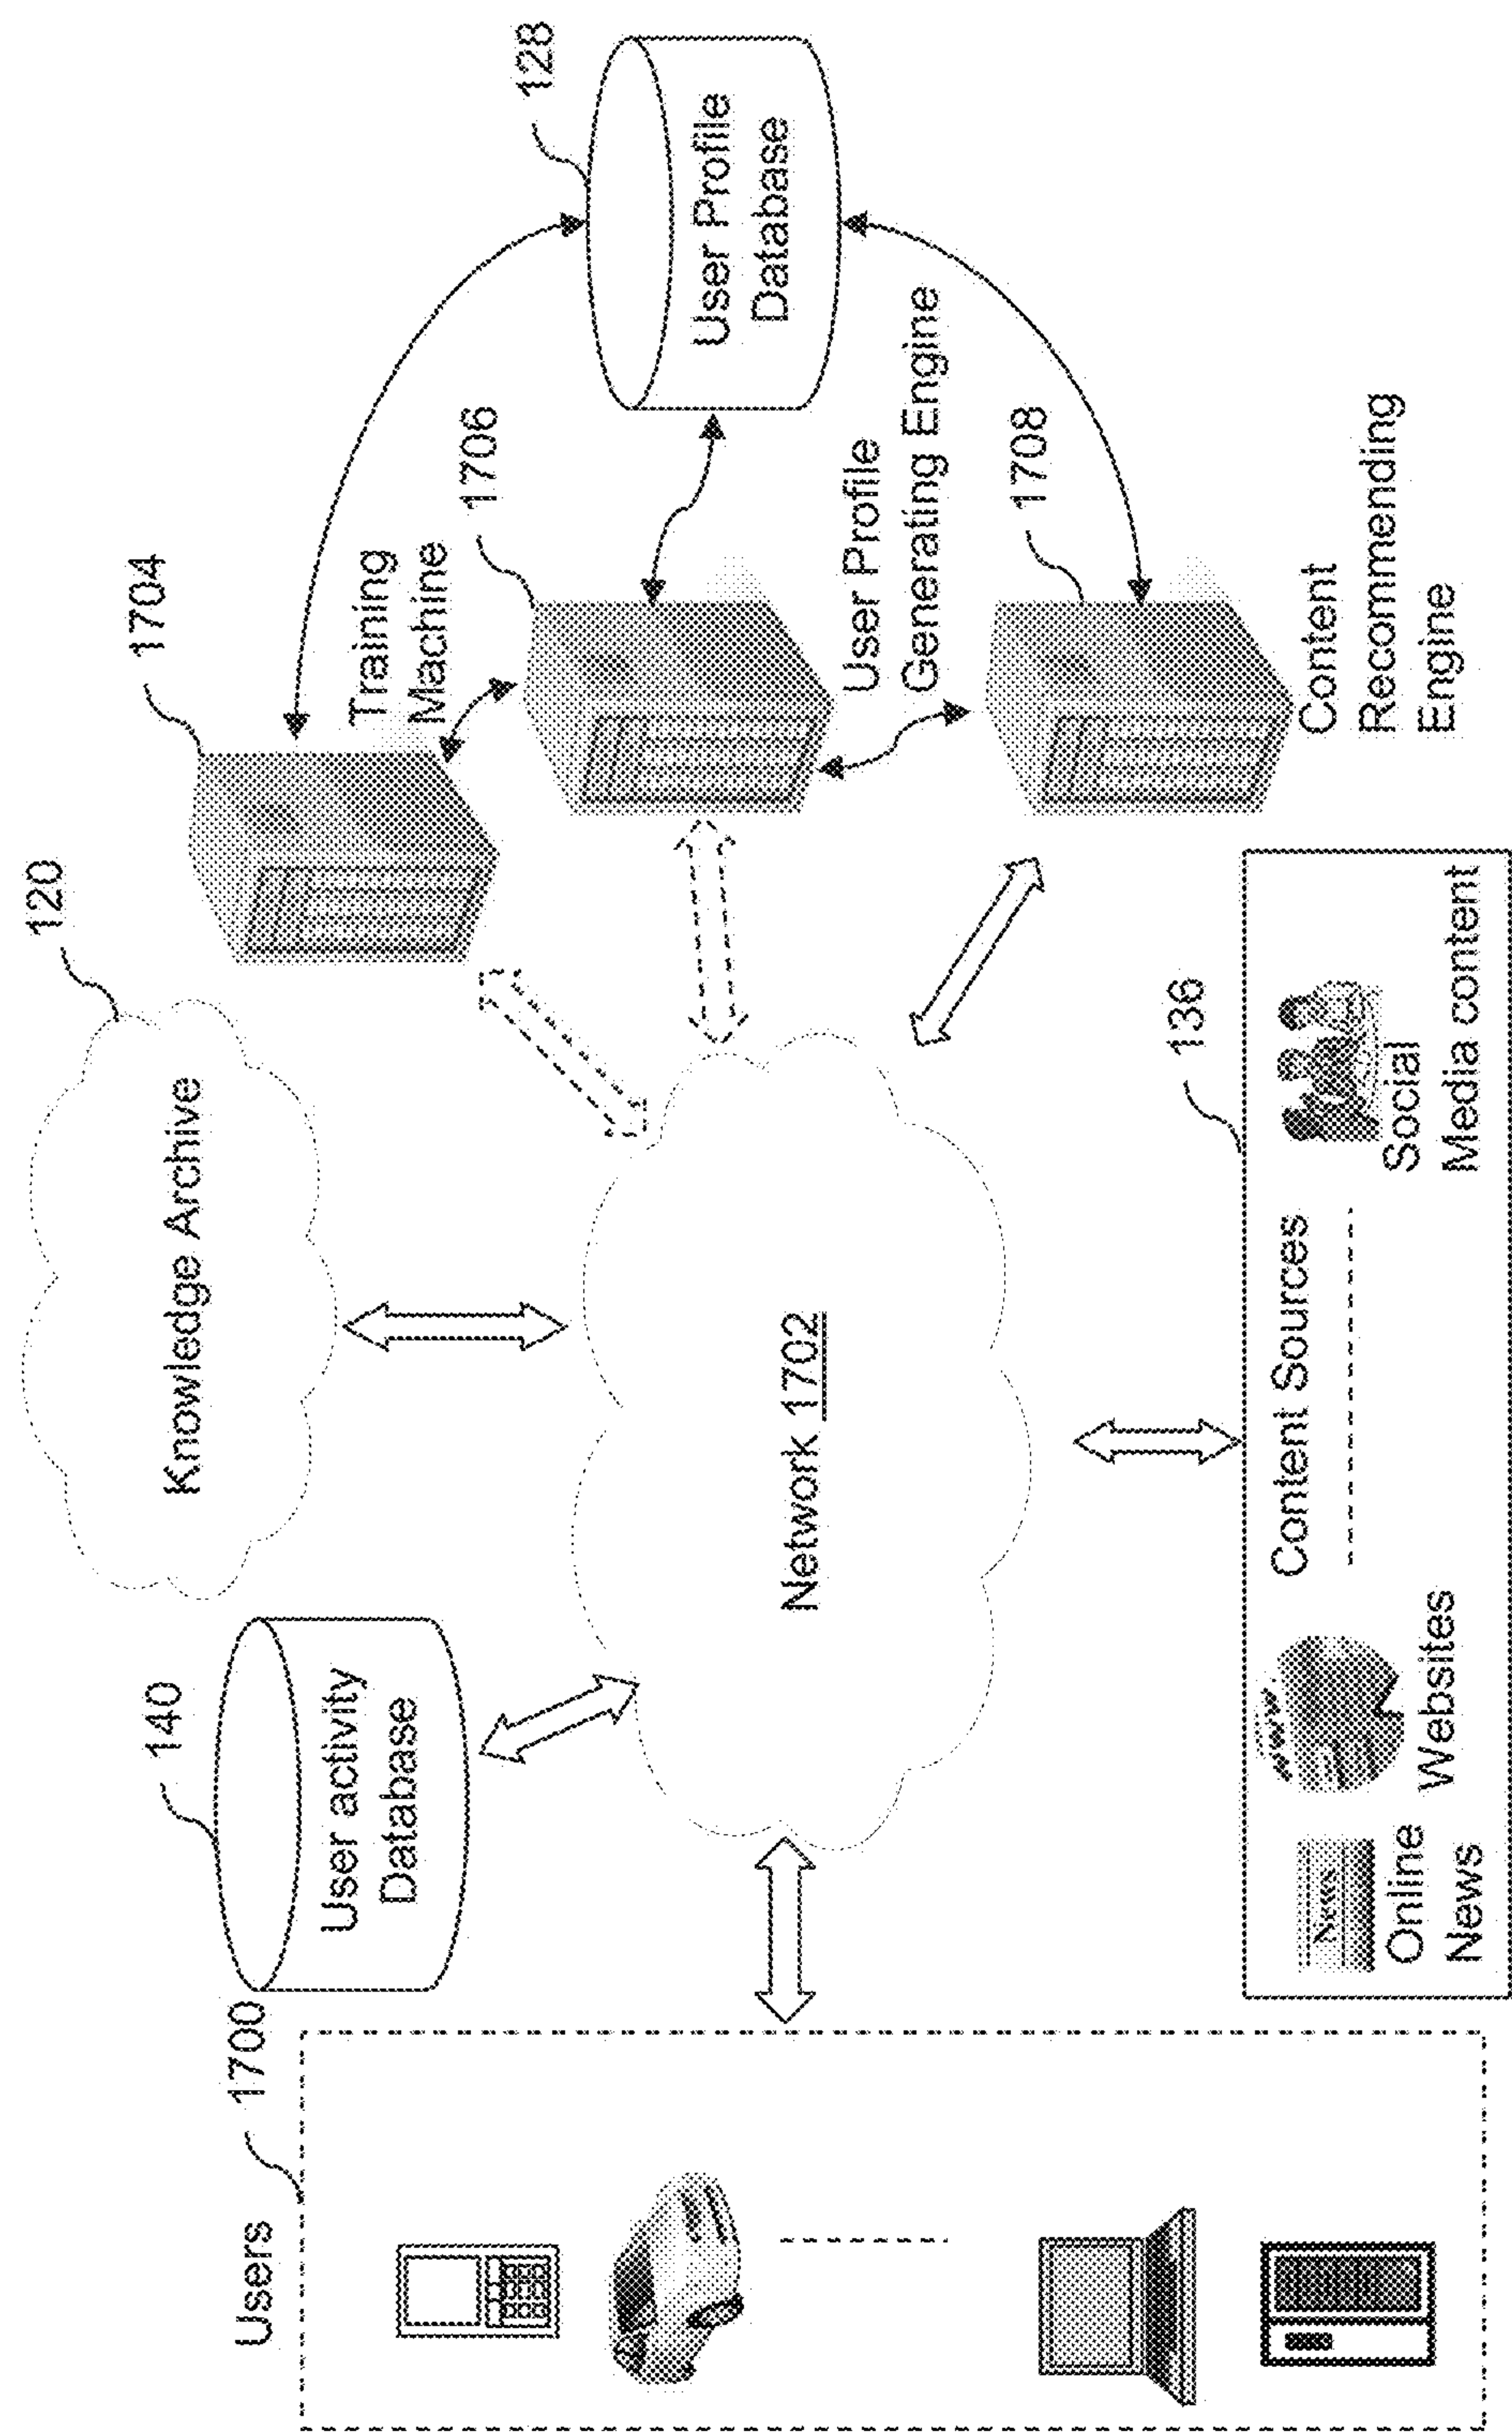 Users
1700
140
User activity
Database
120
Knowledge Archive
1704
Training
Machine
1706
128
User Profile
Database
User Profile
Generating Engine
1708
Content
Recommending
Engine
Network 1702
136
Content Sources
News
Online
News
www
Websites
Social
Media content